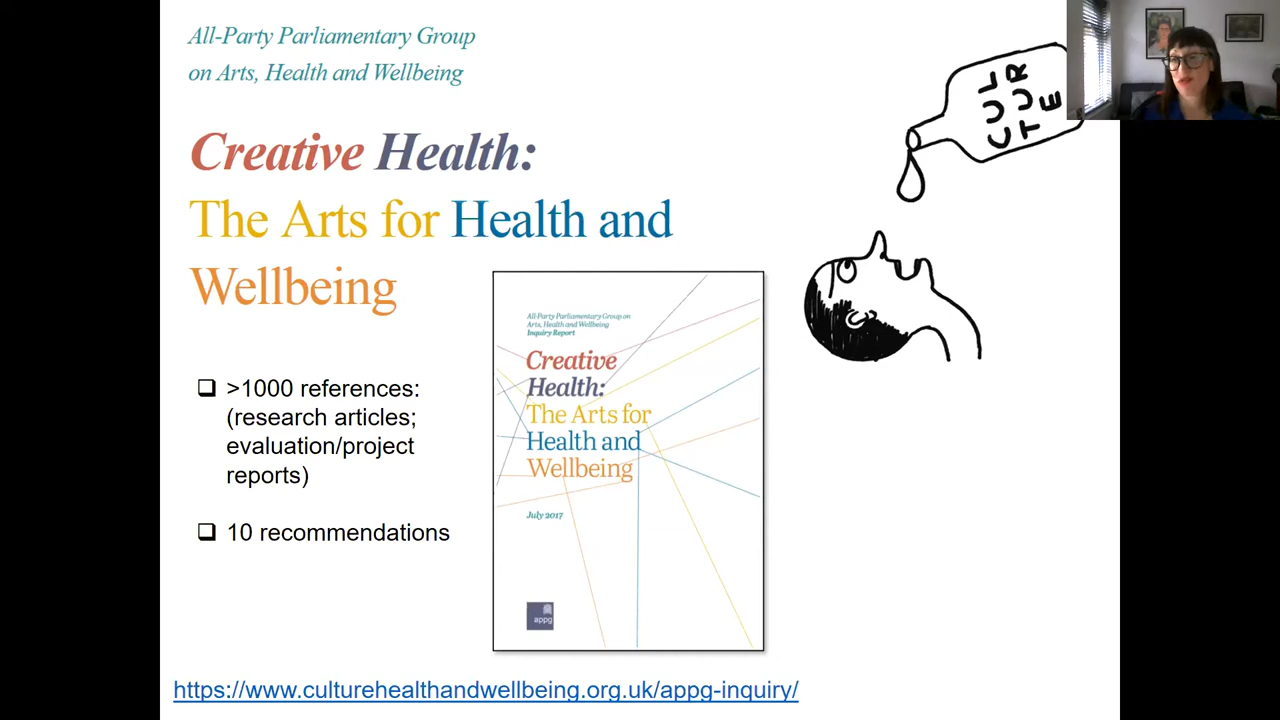 All-Party Parliamentary Group
on Arts, Health and Wellbeing
Creative Health:
The Arts for Health and
Wellbeing
>1000 references:
(research articles;
evaluation/project
reports)
10 recommendations
All-Party Parliamentary Group on
Arts, Health and Wellbeing
Inquiry Report
Creative
Health:
The Arts for
Health and
Wellbeing
July 2017
appg
CUL
TUR
E
https://www.culturehealthandwellbeing.org.uk/appg-inquiry/